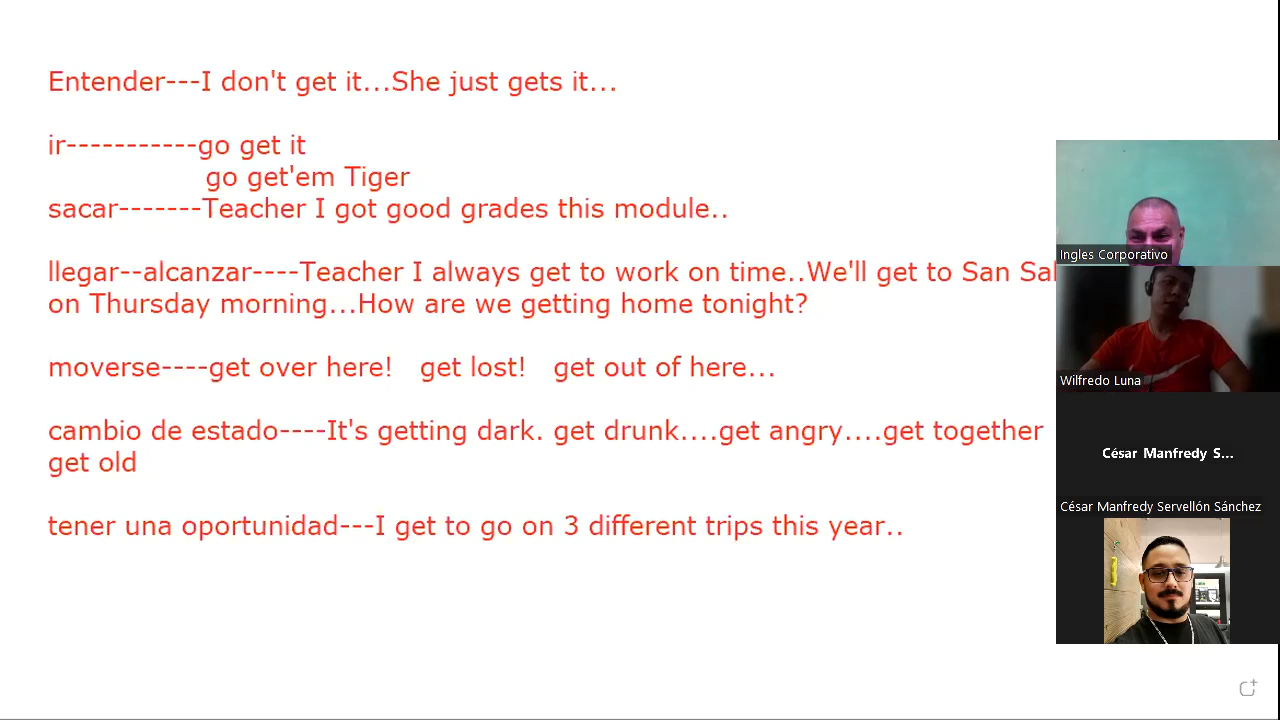 Entender---I don't get it...She just gets it...
ir-----------go get it
go get'em Tiger
sacar-------Teacher I got good grades this module..
llegar--alcanzar----Teacher I always get to work on time..We'll get to San Sal
on Thursday morning...How are we getting home tonight?
moverse----get over here! get lost! get out of here...
cambio de estado----It's getting dark. get drunk....get angry....get together
get old
tener una oportunidad---I get to go on 3 different trips this year..
Ingles Corporativo
Wilfredo Luna
César Manfredy S...
César Manfredy Servellón Sánchez